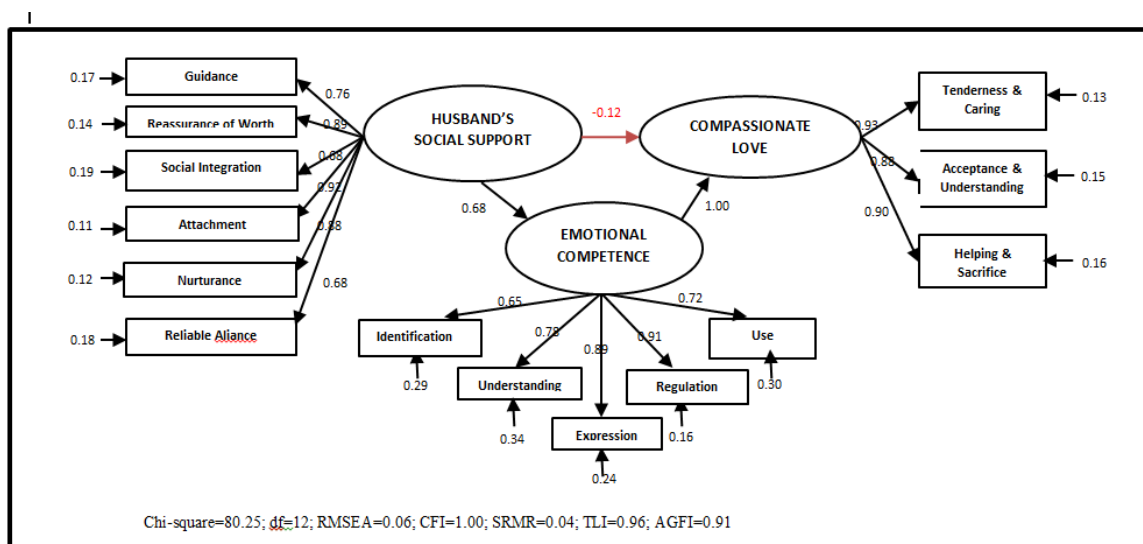 0.17
Guidance
0.76
0.14
Reassurance of Worth
0.89
0.19
Social Integration
0.68
0.11
Attachment
0.92
0.12
Nurturance
0.88
0.18
Reliable Aliance
0.68
HUSBAND'S
SOCIAL SUPPORT
-0.12
COMPASSIONATE
LOVE
0.68
1.00
EMOTIONAL
COMPETENCE
0.93
Tenderness &
Caring
0.13
0.88
Acceptance &
Understanding
0.15
0.90
Helping &
Sacrifice
0.16
0.65
Identification
0.29
0.78
Understanding
0.34
0.89
Expression
0.24
0.91
Regulation
0.16
0.72
Use
0.30
Chi-square=80.25; df=12; RMSEA=0.06; CFI=1.00; SRMR=0.04; TLI=0.96; AGFI=0.91